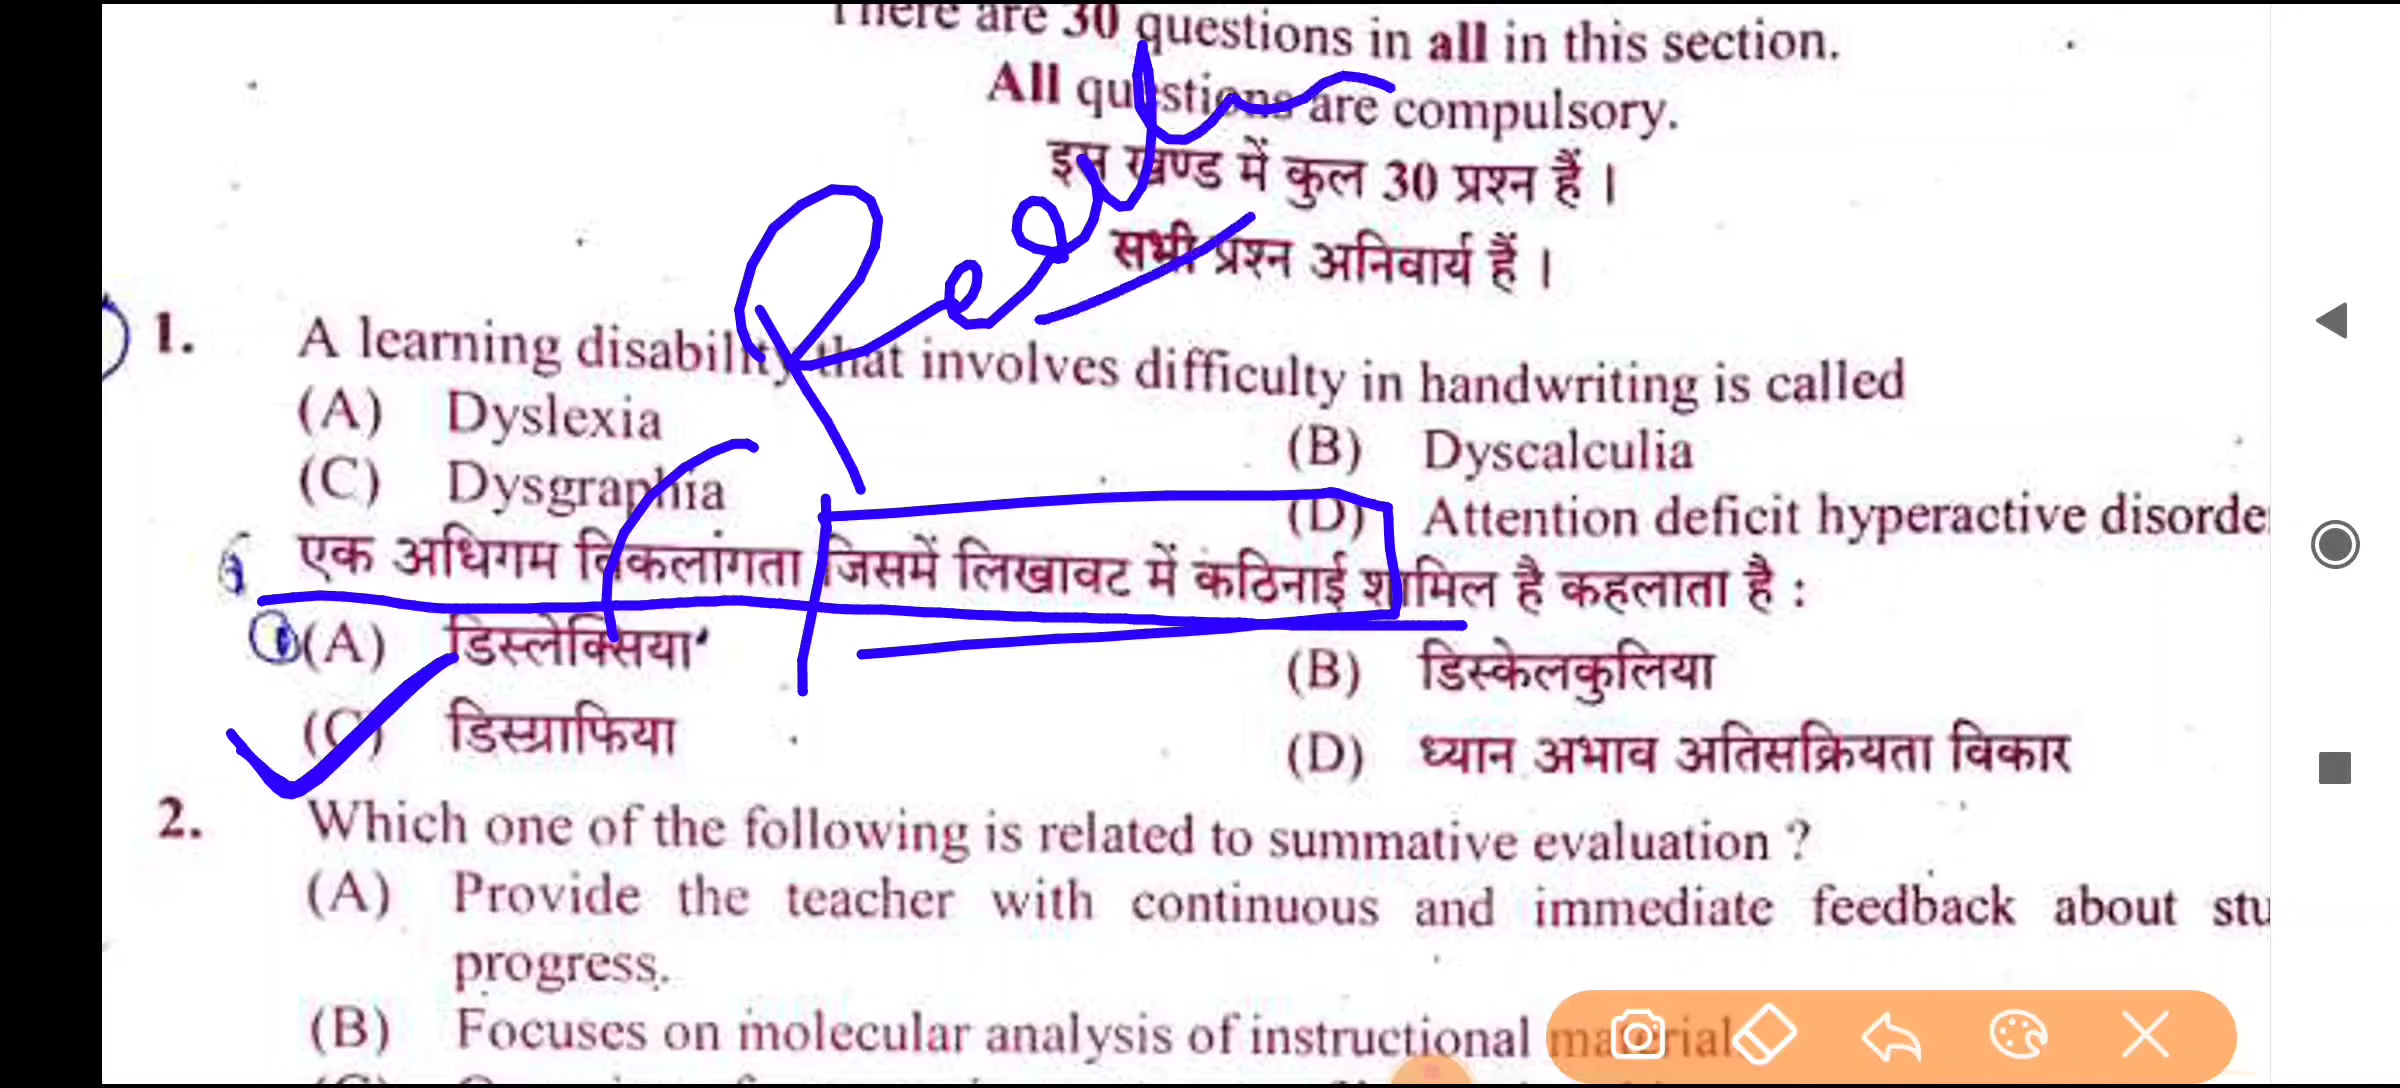 There are 30 questions in all in this section.
All questions are compulsory.
इस खण्ड में कुल 30 प्रश्न हैं ।
सभी प्रश्न अनिवार्य हैं ।
1. A learning disability that involves difficulty in handwriting is called
(A) Dyslexia
(B) Dyscalculia
(C) Dysgraphia
(D) Attention deficit hyperactive disorde
एक अधिगम विकलांगता जिसमें लिखावट में कठिनाई शामिल है कहलाता है :
(A) डिस्लेक्सिया
(B) डिस्केलकुलिया
(C) डिस्ग्राफिया
(D) ध्यान अभाव अतिसक्रियता विकार
2. Which one of the following is related to summative evaluation ?
(A) Provide the teacher with continuous and immediate feedback about stu
progress.
(B) Focuses on molecular analysis of instructional material